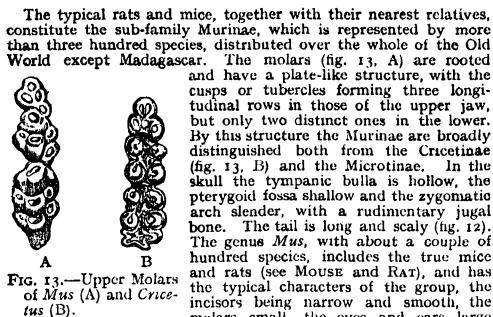 The typical rats and mice, together with their nearest relatives,
constitute the sub-family Murinae, which is represented by more
than three hundred species, distributed over the whole of the Old
World except Madagascar. The molars (fig. 13, A) are rooted
and have a plate-like structure, with the
cusps or tubercles forming three longi-
tudinal rows in those of the upper jaw,
but only two distinct ones in the lower.
By this structure the Murinae are broadly
distinguished both from the Cricetinae
(fig. 13, B) and the Microtinae. In the
skull the tympanic bulla is hollow, the
pterygoid fossa shallow and the zygomatic
arch slender, with a rudimentary jugal
bone. The tail is long and scaly (fig. 12).
The genus Mus, with about a couple of
hundred species, includes the true mice
and rats (see MOUSE and RAT), and has
the typical characters of the group, the
incisors being narrow and smooth, the
molars small, the eyes and ears large
A
B
FIG. 13.—Upper Molars
of Mus (A) and Crice-
tus (B).